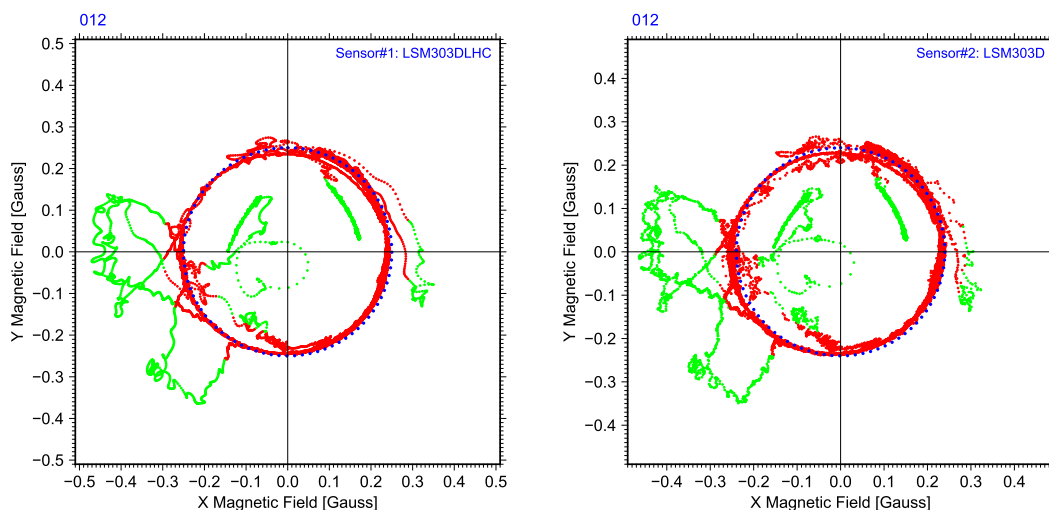 012
Sensor#1: LSM303DLHC
0.5
0.4
0.3
0.2
0.1
0.0
−0.1
−0.2
−0.3
−0.4
−0.5
Y Magnetic Field [Gauss]
−0.5 −0.4 −0.3 −0.2 −0.1 0.0 0.1 0.2 0.3 0.4 0.5
X Magnetic Field [Gauss]
012
Sensor#2: LSM303D
0.4
0.3
0.2
0.1
0.0
−0.1
−0.2
−0.3
−0.4
Y Magnetic Field [Gauss]
−0.4 −0.3 −0.2 −0.1 0.0 0.1 0.2 0.3 0.4
X Magnetic Field [Gauss]